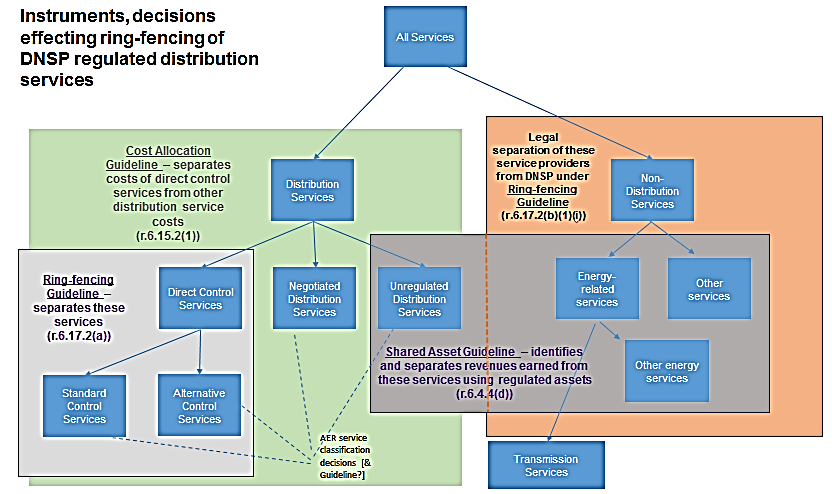 Instruments, decisions
effecting ring-fencing of
DNSP regulated distribution
services
All Services
Cost Allocation
Guideline – separates
costs of direct control
services from other
distribution service
costs
(r.6.15.2(1))
Distribution
Services
Legal
separation of these
service providers
from DNSP under
Ring-fencing
Guideline
(r.6.17.2(b)(1)(i))
Non-
Distribution
Services
Ring-fencing
Guideline –
separates these
services
(r.6.17.2(a))
Direct Control
Services
Negotiated
Distribution
Services
Unregulated
Distribution
Services
Energy-
related
services
Other
services
Shared Asset Guideline – identifies
and separates revenues earned from
these services using regulated assets
(r.6.4.4(d))
Other energy
services
Standard
Control
Services
Alternative
Control
Services
AER service
classification
decisions [&
Guideline?]
Transmission
Services